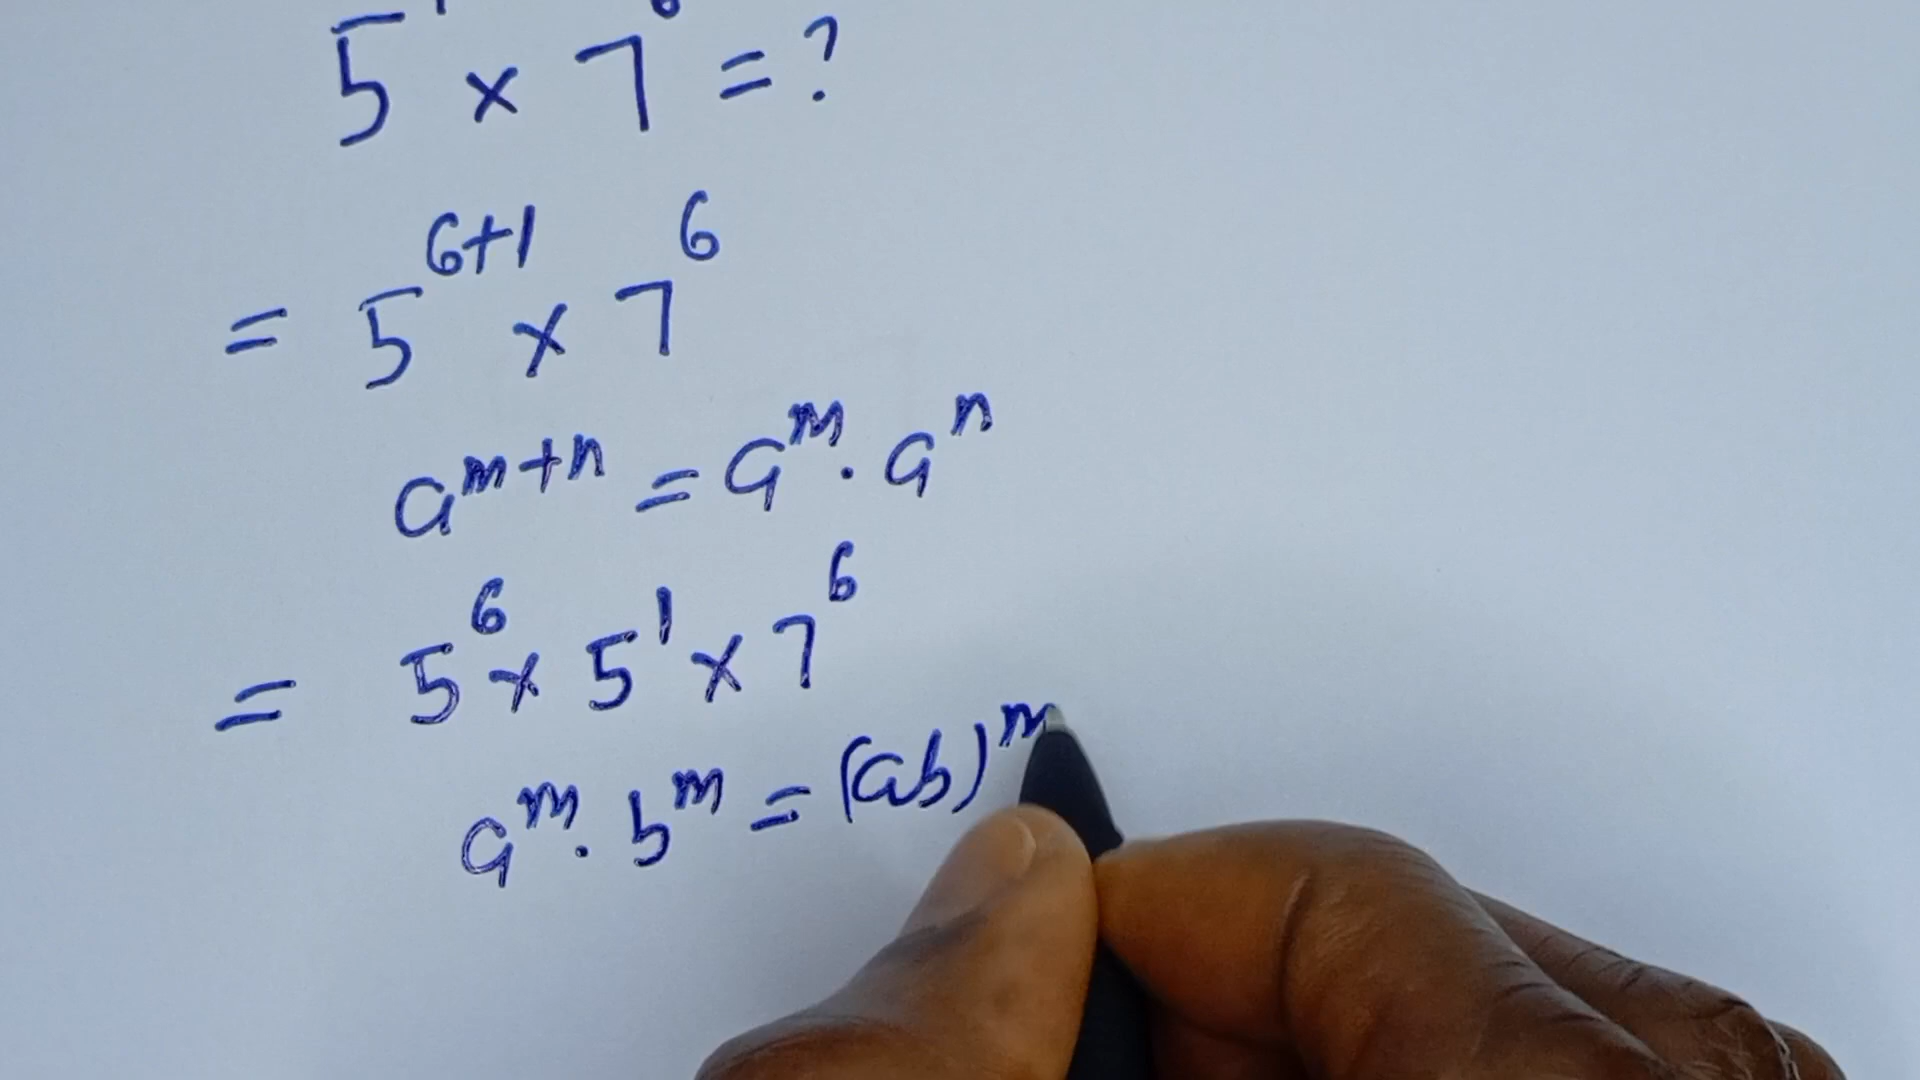 5 × 7 = ?
= 5^{6+1} × 7^6
a^{m+n} = a^m · a^n
= 5^6 × 5^1 × 7^6
a^m · b^m = (ab)^m